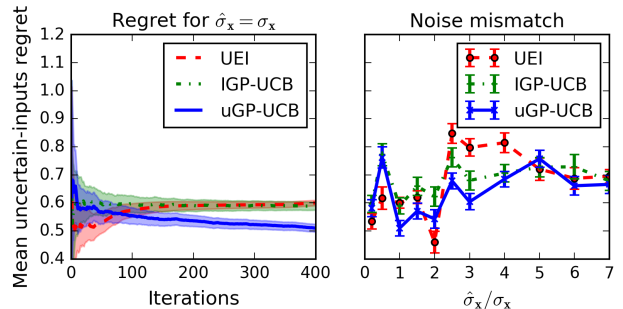 Regret for σ̂ₓ = σₓ
Mean uncertain-inputs regret
1.2
1.1
1.0
0.9
0.8
0.7
0.6
0.5
0.4
UEI
IGP-UCB
uGP-UCB
0 100 200 300 400
Iterations
Noise mismatch
UEI
IGP-UCB
uGP-UCB
0 1 2 3 4 5 6 7
σ̂ₓ/σₓ